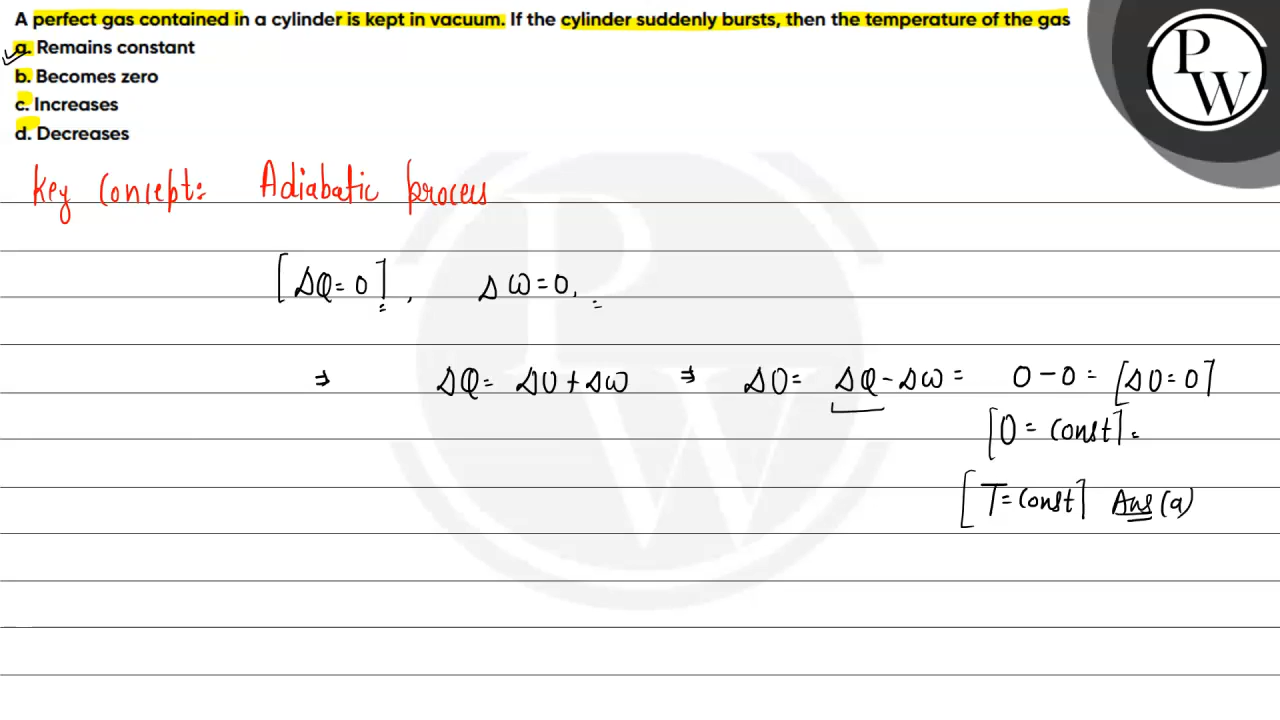 A perfect gas contained in a cylinder is kept in vacuum. If the cylinder suddenly bursts, then the temperature of the gas
a. Remains constant
b. Becomes zero
c. Increases
d. Decreases
PW
Key Concept: Adiabatic process
[ΔQ = 0], ΔW = 0,
⇒ ΔQ = ΔU + ΔW ⇒ ΔU = ΔQ - ΔW = 0 - 0 = [ΔU = 0]
[U = const] =
[T = const] Ans (a)